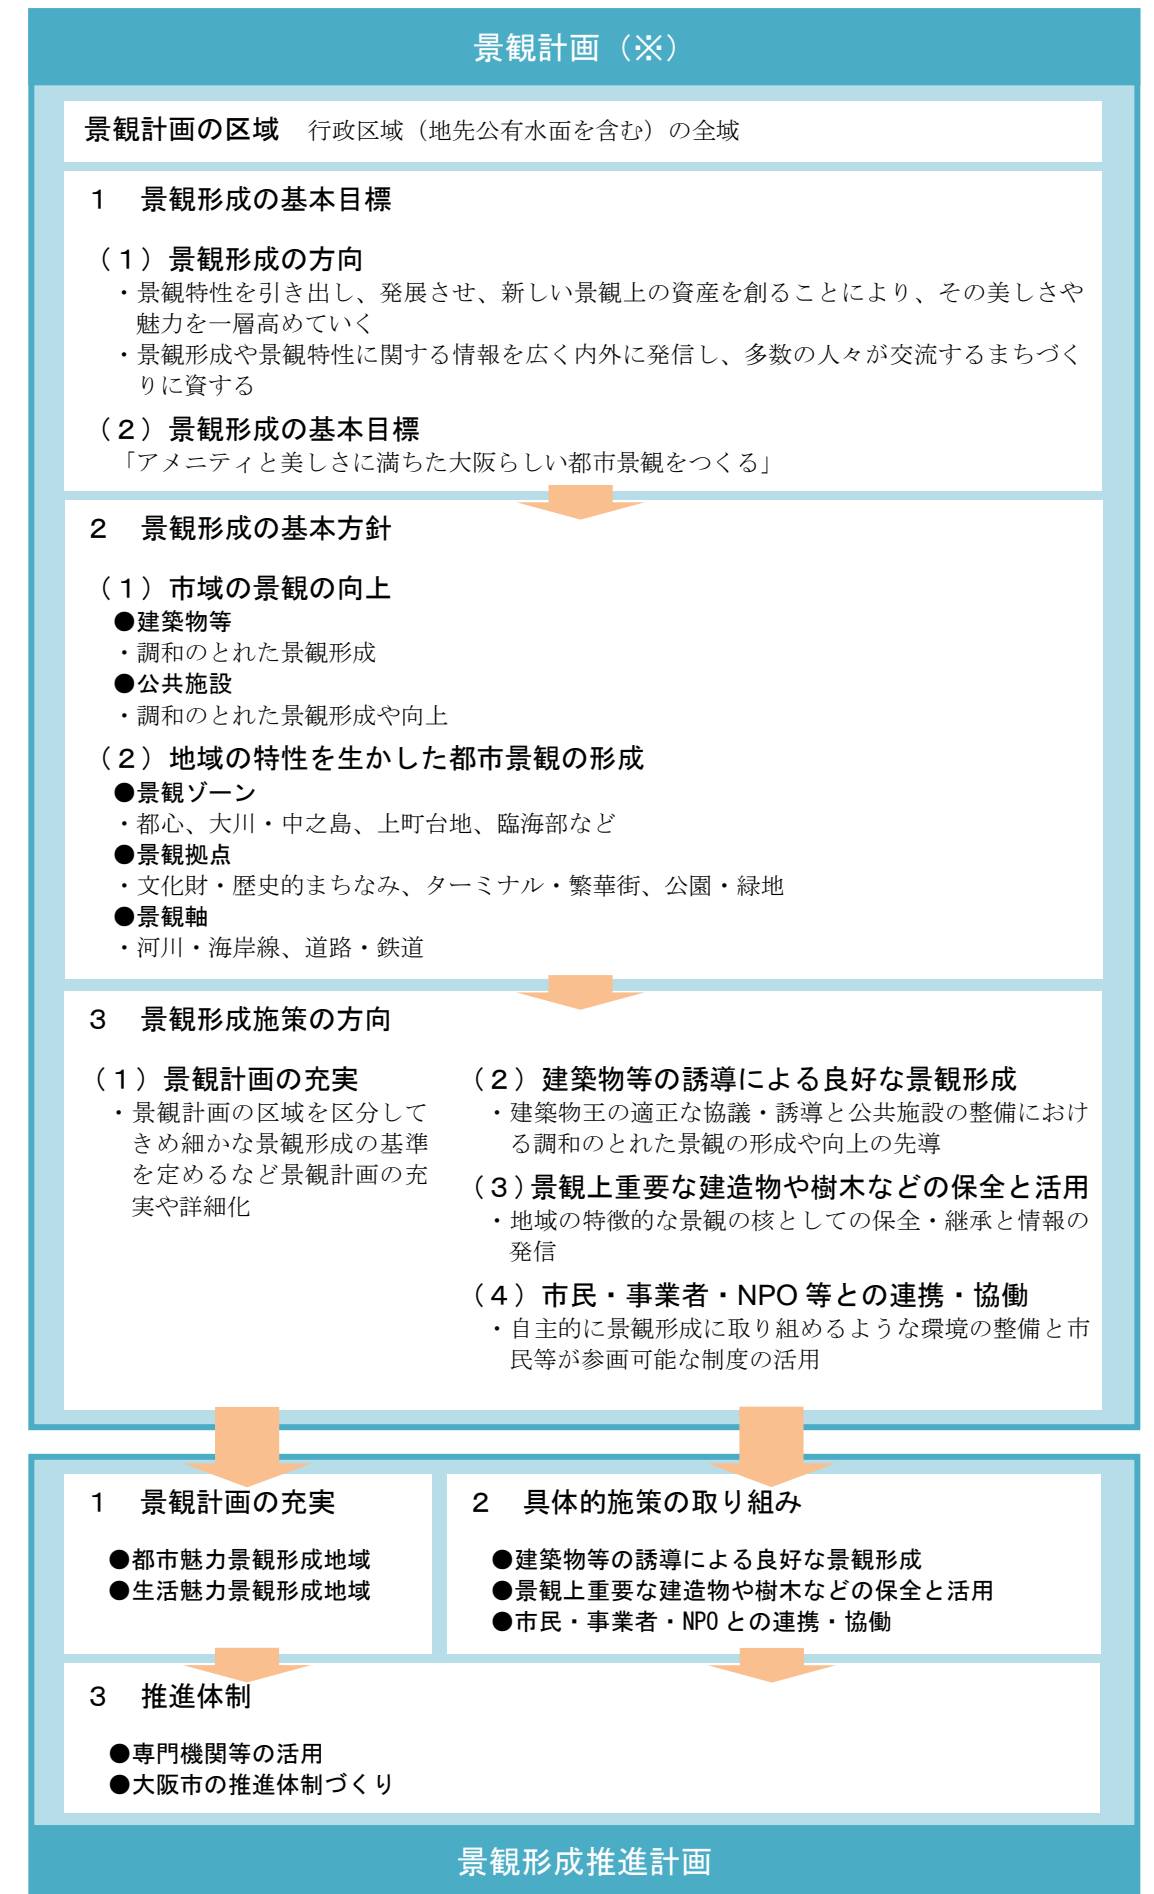 景観計画（※）
景観計画の区域　行政区域（地先公有水面を含む）の全域
１　景観形成の基本目標
（１）景観形成の方向
・景観特性を引き出し、発展させ、新しい景観上の資産を創ることにより、その美しさや
魅力を一層高めていく
・景観形成や景観特性に関する情報を広く内外に発信し、多数の人々が交流するまちづく
りに資する
（２）景観形成の基本目標
「アメニティと美しさに満ちた大阪らしい都市景観をつくる」
２　景観形成の基本方針
（１）市域の景観の向上
●建築物等
・調和のとれた景観形成
●公共施設
・調和のとれた景観形成や向上
（２）地域の特性を生かした都市景観の形成
●景観ゾーン
・都心、大川・中之島、上町台地、臨海部など
●景観拠点
・文化財・歴史的まちなみ、ターミナル・繁華街、公園・緑地
●景観軸
・河川・海岸線、道路・鉄道
３　景観形成施策の方向
（１）景観計画の充実
・景観計画の区域を区分して
きめ細かな景観形成の基準
を定めるなど景観計画の充
実や詳細化
（２）建築物等の誘導による良好な景観形成
・建築物王の適正な協議・誘導と公共施設の整備におけ
る調和のとれた景観の形成や向上の先導
（３）景観上重要な建造物や樹木などの保全と活用
・地域の特徴的な景観の核としての保全・継承と情報の
発信
（４）市民・事業者・NPO 等との連携・協働
・自主的に景観形成に取り組めるような環境の整備と市
民等が参画可能な制度の活用
１　景観計画の充実
●都市魅力景観形成地域
●生活魅力景観形成地域
２　具体的施策の取り組み
●建築物等の誘導による良好な景観形成
●景観上重要な建造物や樹木などの保全と活用
●市民・事業者・NPO との連携・協働
３　推進体制
●専門機関等の活用
●大阪市の推進体制づくり
景観形成推進計画